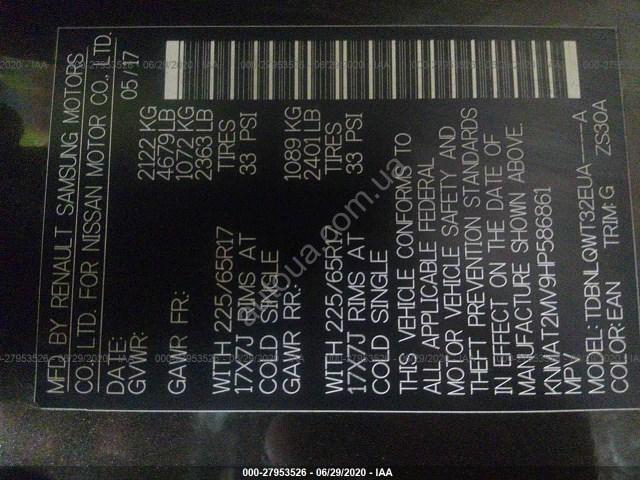 MFD BY RENAULT SAMSUNG MOTORS
CO., LTD. FOR NISSAN MOTOR CO., LTD.
DATE: 05/17
GVWR: 2122 KG
4679 LB
GAWR FR: 1072 KG
2363 LB
WITH 225/65R17 TIRES
17X7J RIMS AT 33 PSI
COLD SINGLE
GAWR RR: 1089 KG
2401 LB
WITH 225/65R17 TIRES
17X7J RIMS AT 33 PSI
COLD SINGLE
THIS VEHICLE CONFORMS TO
ALL APPLICABLE FEDERAL
MOTOR VEHICLE SAFETY AND
THEFT PREVENTION STANDARDS
IN EFFECT ON THE DATE OF
MANUFACTURE SHOWN ABOVE.
KNMAT2MV9HP586861
MPV
MODEL: TDBNLQWT32EUA-----A
COLOR: EAN TRIM: G ZS30A
autoua.com.ua
000-27953526 - 06/29/2020 - IAA